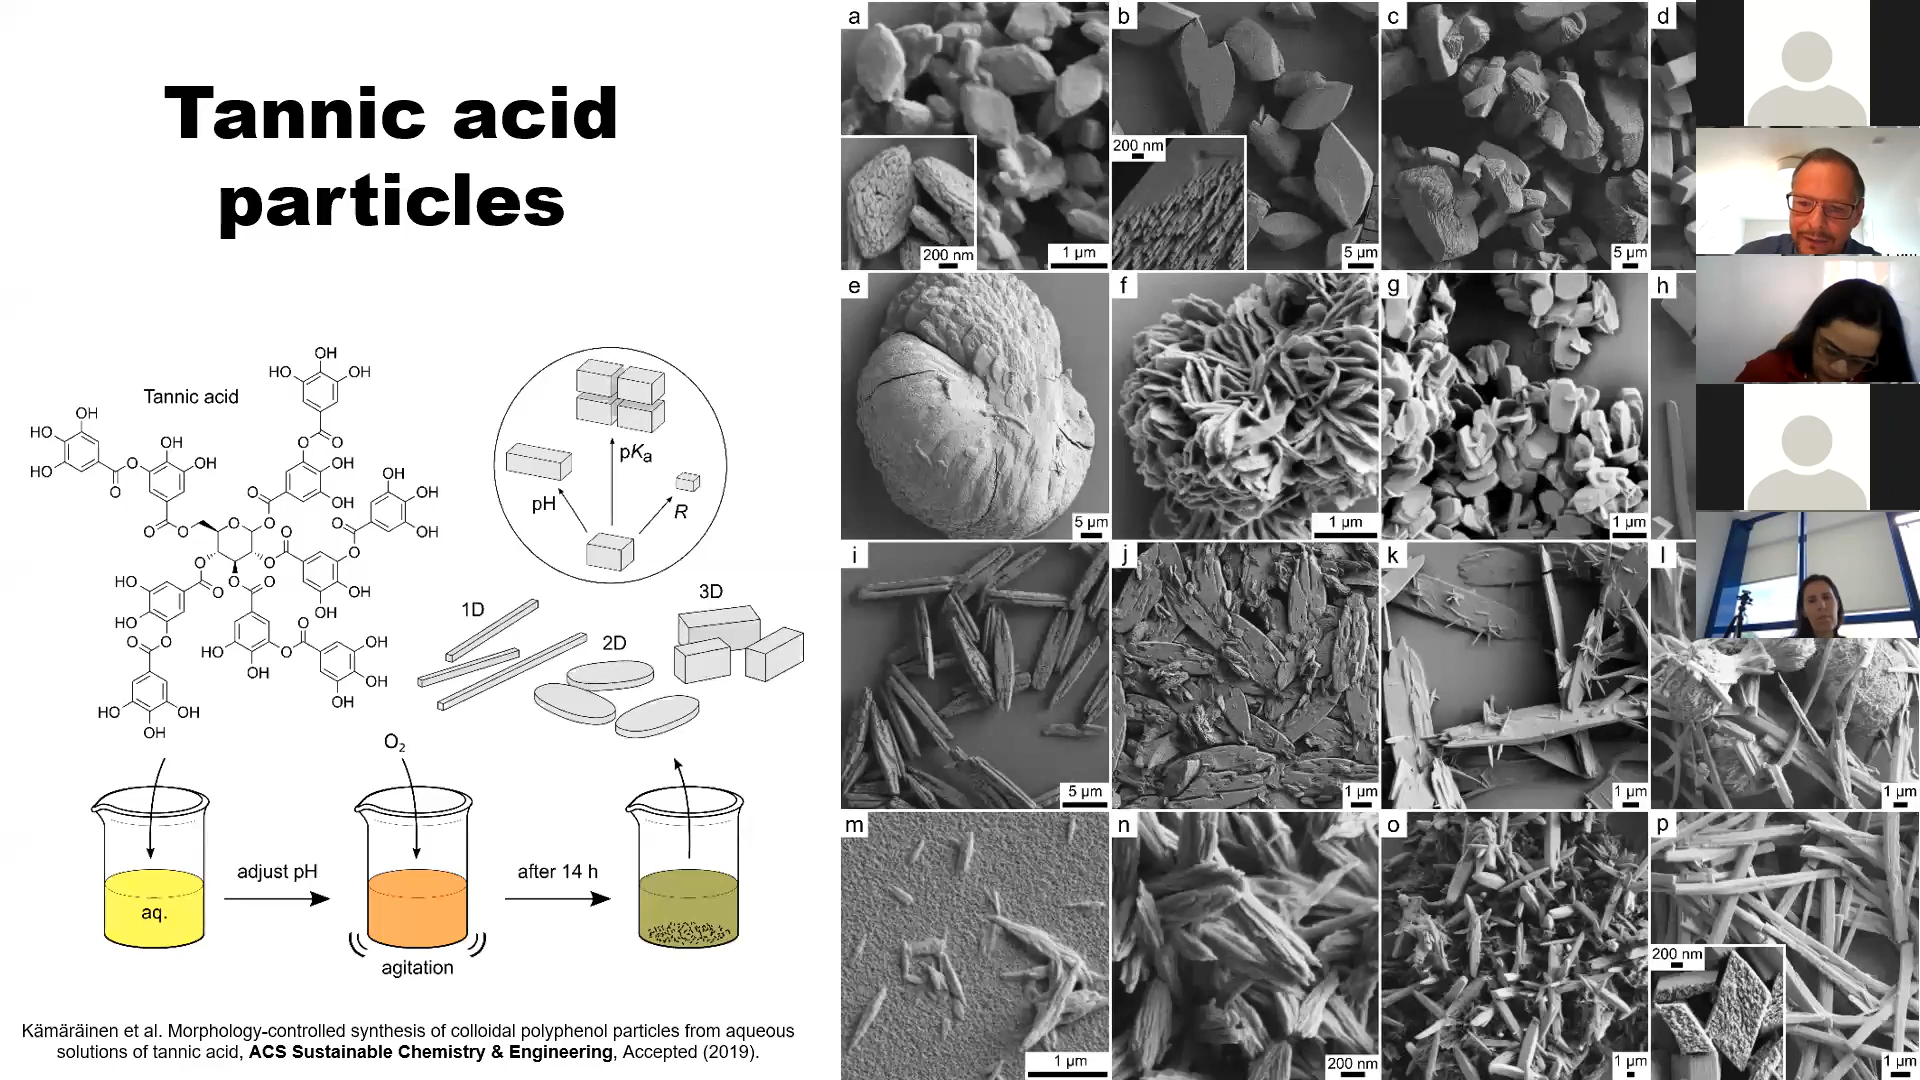 Tannic acid
particles
Tannic acid
OH
HO
OH
OH
HO
HO
O
O
OH
OH
O
O
O
OH
OH
O
O
OH
OH
OH
O
O
O
O
O
O
O
OH
OH
OH
HO
HO
O
O
O
O
O
HO
HO
OH
O
O
OH
OH
OH
HO
OH
OH
pKa
pH
R
1D
2D
3D
O2
aq.
adjust pH
agitation
after 14 h
Kämäräinen et al. Morphology-controlled synthesis of colloidal polyphenol particles from aqueous
solutions of tannic acid, ACS Sustainable Chemistry & Engineering, Accepted (2019).
a
200 nm
1 µm
b
200 nm
5 µm
c
5 µm
d
e
5 µm
f
1 µm
g
1 µm
h
i
5 µm
j
1 µm
k
1 µm
l
1 µm
m
1 µm
n
200 nm
o
1 µm
p
200 nm
1 µm